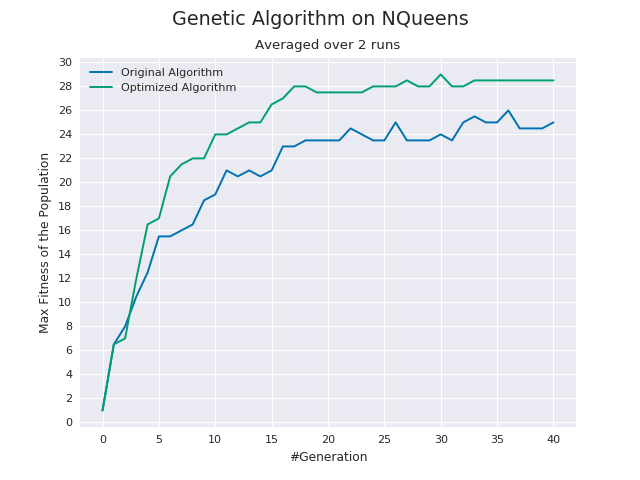 Genetic Algorithm on NQueens
Averaged over 2 runs
Original Algorithm
Optimized Algorithm
Max Fitness of the Population
30
28
26
24
22
20
18
16
14
12
10
8
6
4
2
0
0 5 10 15 20 25 30 35 40
#Generation